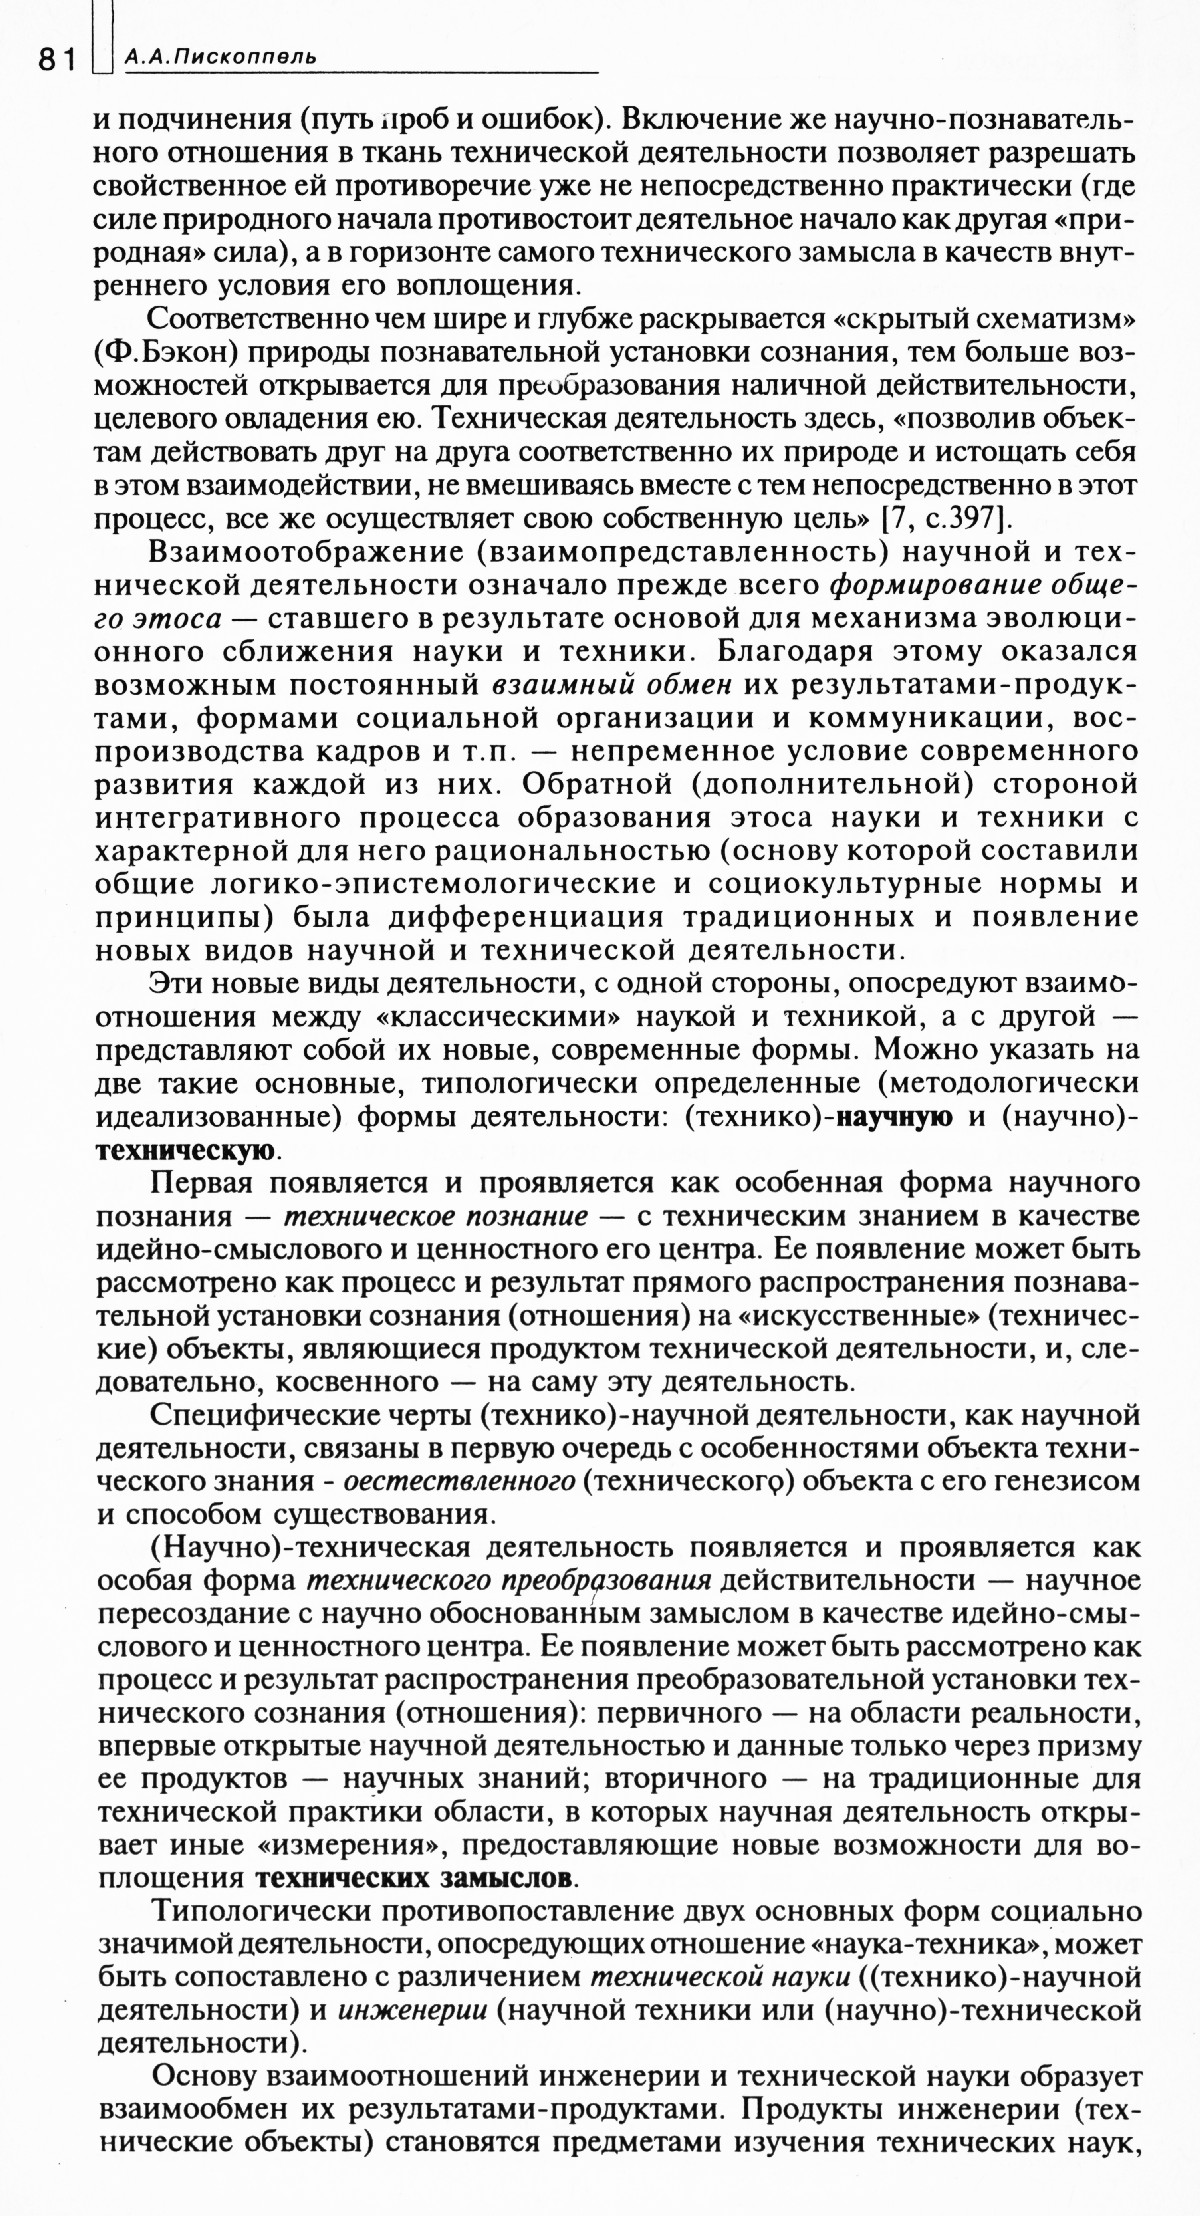 81
А.А.Пископпель
и подчинения (путь проб и ошибок). Включение же научно-познаватель-
ного отношения в ткань технической деятельности позволяет разрешать
свойственное ей противоречие уже не непосредственно практически (где
силе природного начала противостоит деятельное начало как другая «при-
родная» сила), а в горизонте самого технического замысла в качеств внут-
реннего условия его воплощения.
Соответственно чем шире и глубже раскрывается «скрытый схематизм»
(Ф.Бэкон) природы познавательной установки сознания, тем больше воз-
можностей открывается для преобразования наличной действительности,
целевого овладения ею. Техническая деятельность здесь, «позволив объек-
там действовать друг на друга соответственно их природе и истощать себя
в этом взаимодействии, не вмешиваясь вместе с тем непосредственно в этот
процесс, все же осуществляет свою собственную цель» [7, с.397].
Взаимоотображение (взаимопредставленность) научной и тех-
нической деятельности означало прежде всего формирование обще-
го этоса — ставшего в результате основой для механизма эволюци-
онного сближения науки и техники. Благодаря этому оказался
возможным постоянный взаимный обмен их результатами-продук-
тами, формами социальной организации и коммуникации, вос-
производства кадров и т.п. — непременное условие современного
развития каждой из них. Обратной (дополнительной) стороной
интегративного процесса образования этоса науки и техники с
характерной для него рациональностью (основу которой составили
общие логико-эпистемологические и социокультурные нормы и
принципы) была дифференциация традиционных и появление
новых видов научной и технической деятельности.
Эти новые виды деятельности, с одной стороны, опосредуют взаимо-
отношения между «классическими» наукой и техникой, а с другой —
представляют собой их новые, современные формы. Можно указать на
две такие основные, типологически определенные (методологически
идеализованные) формы деятельности: (технико)-научную и (научно)-
техническую.
Первая появляется и проявляется как особенная форма научного
познания — техническое познание — с техническим знанием в качестве
идейно-смыслового и ценностного его центра. Ее появление может быть
рассмотрено как процесс и результат прямого распространения познава-
тельной установки сознания (отношения) на «искусственные» (техничес-
кие) объекты, являющиеся продуктом технической деятельности, и, сле-
довательно, косвенного — на саму эту деятельность.
Специфические черты (технико)-научной деятельности, как научной
деятельности, связаны в первую очередь с особенностями объекта техни-
ческого знания - оестествленного (технического) объекта с его генезисом
и способом существования.
(Научно)-техническая деятельность появляется и проявляется как
особая форма технического преобразования действительности — научное
пересоздание с научно обоснованным замыслом в качестве идейно-смы-
слового и ценностного центра. Ее появление может быть рассмотрено как
процесс и результат распространения преобразовательной установки тех-
нического сознания (отношения): первичного — на области реальности,
впервые открытые научной деятельностью и данные только через призму
ее продуктов — научных знаний; вторичного — на традиционные для
технической практики области, в которых научная деятельность откры-
вает иные «измерения», предоставляющие новые возможности для во-
площения технических замыслов.
Типологически противопоставление двух основных форм социально
значимой деятельности, опосредующих отношение «наука-техника», может
быть сопоставлено с различением технической науки ((технико)-научной
деятельности) и инженерии (научной техники или (научно)-технической
деятельности).
Основу взаимоотношений инженерии и технической науки образует
взаимообмен их результатами-продуктами. Продукты инженерии (тех-
нические объекты) становятся предметами изучения технических наук,